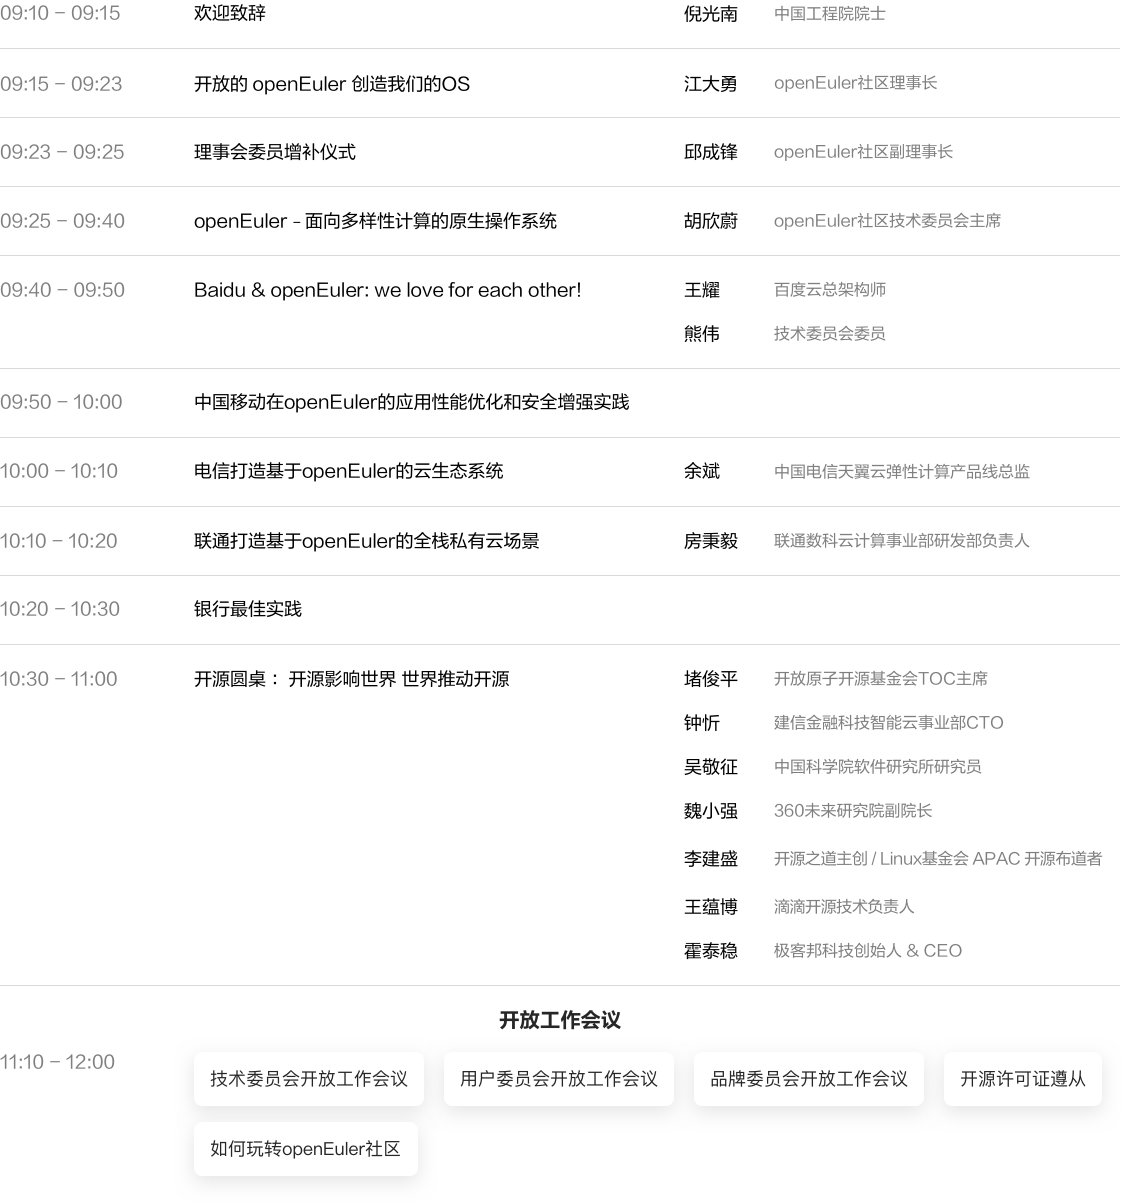 09:10 – 09:15 欢迎致辞 倪光南 中国工程院院士
09:15 – 09:23 开放的 openEuler 创造我们的OS 江大勇 openEuler社区理事长
09:23 – 09:25 理事会委员增补仪式 邱成锋 openEuler社区副理事长
09:25 – 09:40 openEuler - 面向多样性计算的原生操作系统 胡欣蔚 openEuler社区技术委员会主席
09:40 – 09:50 Baidu & openEuler: we love for each other! 王耀 百度云总架构师
熊伟 技术委员会委员
09:50 – 10:00 中国移动在openEuler的应用性能优化和安全增强实践
10:00 – 10:10 电信打造基于openEuler的云生态系统 余斌 中国电信天翼云弹性计算产品线总监
10:10 – 10:20 联通打造基于openEuler的全栈私有云场景 房秉毅 联通数科云计算事业部研发部负责人
10:20 – 10:30 银行最佳实践
10:30 – 11:00 开源圆桌： 开源影响世界 世界推动开源 堵俊平 开放原子开源基金会TOC主席
钟忻 建信金融科技智能云事业部CTO
吴敬征 中国科学院软件研究所研究员
魏小强 360未来研究院副院长
李建盛 开源之道主创 / Linux基金会 APAC 开源布道者
王蕴博 滴滴开源技术负责人
霍泰稳 极客邦科技创始人 & CEO
开放工作会议
11:10 – 12:00 技术委员会开放工作会议 用户委员会开放工作会议 品牌委员会开放工作会议 开源许可证遵从
如何玩转openEuler社区